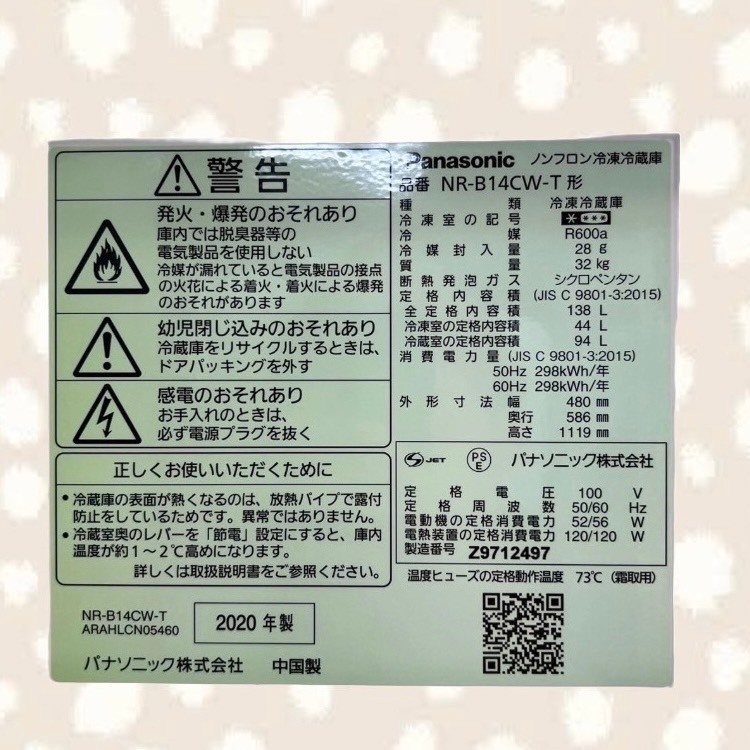 警告
発火・爆発のおそれあり
庫内では脱臭器等の
電気製品を使用しない
冷媒が漏れていると電気製品の接点
の火花による着火・着火による爆発
のおそれがあります
幼児閉じ込みのおそれあり
冷蔵庫をリサイクルするときは、
ドアパッキングを外す
感電のおそれあり
お手入れのときは、
必ず電源プラグを抜く
正しくお使いいただくために
・冷蔵庫の表面が熱くなるのは、放熱パイプで露付
防止をしているためです。異常ではありません。
・冷蔵室奥のレバーを「節電」設定にすると、庫内
温度が約1〜2℃高めになります。
詳しくは取扱説明書をご参照ください。
NR-B14CW-T
ARAHLCN05460
2020 年製
パナソニック株式会社 中国製
Panasonic ノンフロン冷凍冷蔵庫
品番 NR-B14CW-T 形
種類 冷凍冷蔵庫
冷凍室の記号 ****
冷媒 R600a
冷媒封入量 28 g
質量 32 kg
断熱発泡ガス シクロペンタン
定格内容積 (JIS C 9801-3:2015)
全定格内容積 138 L
冷凍室の定格内容積 44 L
冷蔵室の定格内容積 94 L
消費電力量 (JIS C 9801-3:2015)
50Hz 298kWh/年
60Hz 298kWh/年
外形寸法 幅 480 ㎜
奥行 586 ㎜
高さ 1119 ㎜
S JET PSE パナソニック株式会社
定格電圧 100 V
定格周波数 50/60 Hz
電動機の定格消費電力 52/56 W
電熱装置の定格消費電力 120/120 W
製造番号 Z9712497
温度ヒューズの定格動作温度 73℃ (霜取用)